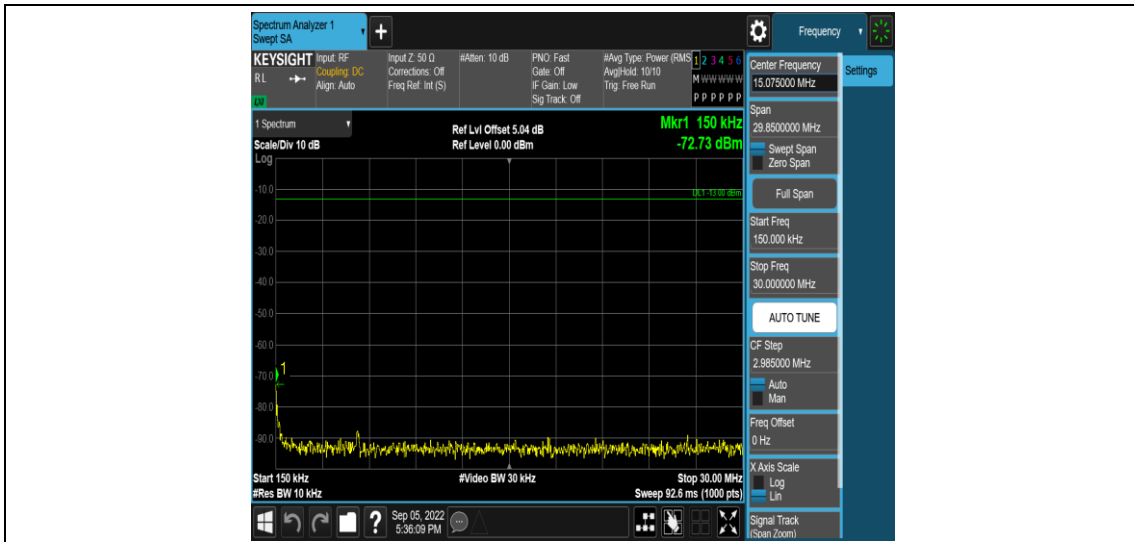 Spectrum Analyzer 1
Swept SA
+
Frequency
KEYSIGHT
RL
Input: RF
Coupling: DC
Align: Auto
Input Z: 50 Ω
Corrections: Off
Freq Ref: Int (S)
#Atten: 10 dB
PNO: Fast
Gate: Off
IF Gain: Low
Sig Track: Off
#Avg Type: Power (RMS
Avg|Hold: 10/10
Trig: Free Run
1 2 3 4 5 6
M W W W W W
P P P P P P
Center Frequency
15.075000 MHz
Settings
1 Spectrum
Scale/Div 10 dB
Log
Ref Lvl Offset 5.04 dB
Ref Level 0.00 dBm
Mkr1 150 kHz
-72.73 dBm
Span
29.8500000 MHz
Swept Span
Zero Span
Full Span
Start Freq
150.000 kHz
Stop Freq
30.000000 MHz
AUTO TUNE
CF Step
2.985000 MHz
Auto
Man
Freq Offset
0 Hz
X Axis Scale
Log
Lin
Signal Track
(Span Zoom)
DL1 -13.00 dBm
-10.0
-20.0
-30.0
-40.0
-50.0
-60.0
1
-70.0
-80.0
-90.0
Start 150 kHz
#Video BW 30 kHz
Stop 30.00 MHz
#Res BW 10 kHz
Sweep 92.6 ms (1000 pts)
?
Sep 05, 2022
5:36:09 PM